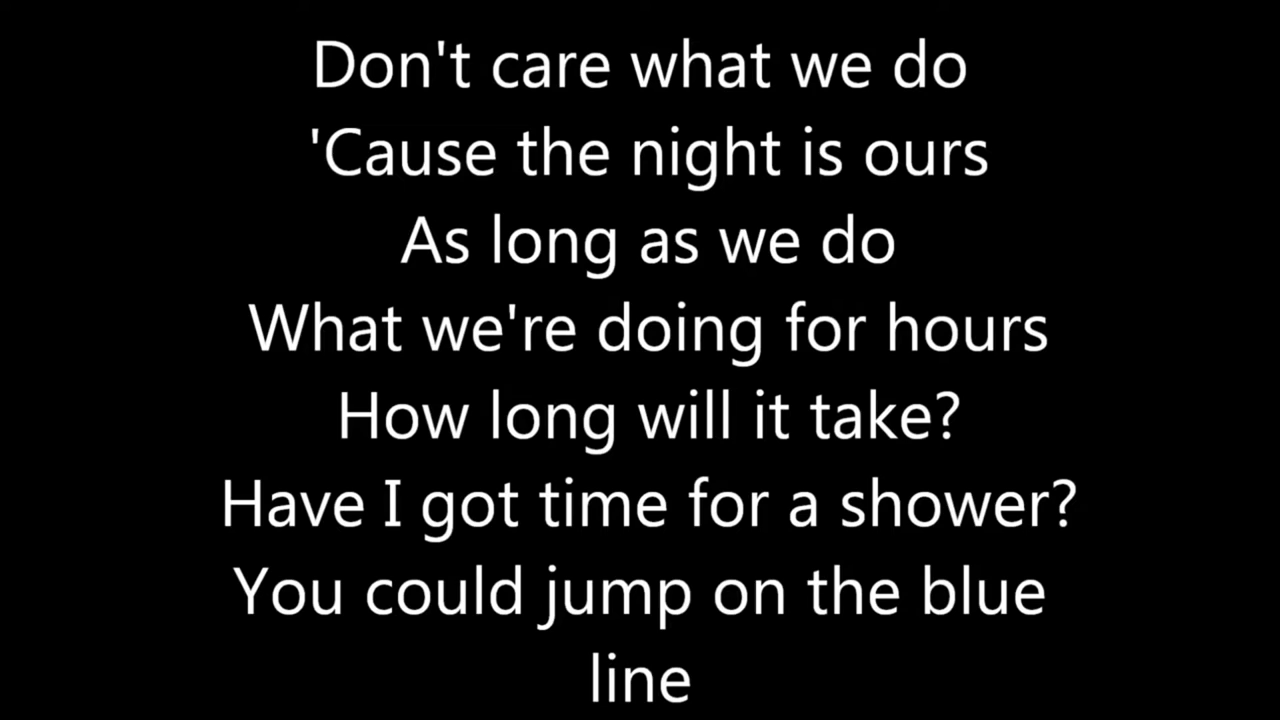 Don't care what we do
'Cause the night is ours
As long as we do
What we're doing for hours
How long will it take?
Have I got time for a shower?
You could jump on the blue
line